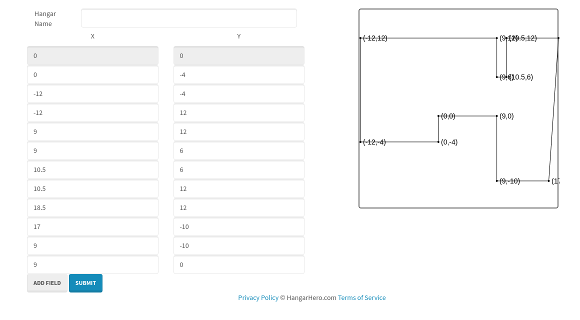 Hangar
Name
X Y
0 0
0 -4
-12 -4
-12 12
9 12
9 6
10.5 6
10.5 12
18.5 12
17 -10
9 -10
9 0
ADD FIELD SUBMIT
(-12,12) (9,12) (10.5,12)
(9,6) (10.5,6)
(0,0) (9,0)
(-12,-4) (0,-4)
(9,-10) (1
Privacy Policy © HangarHero.com Terms of Service